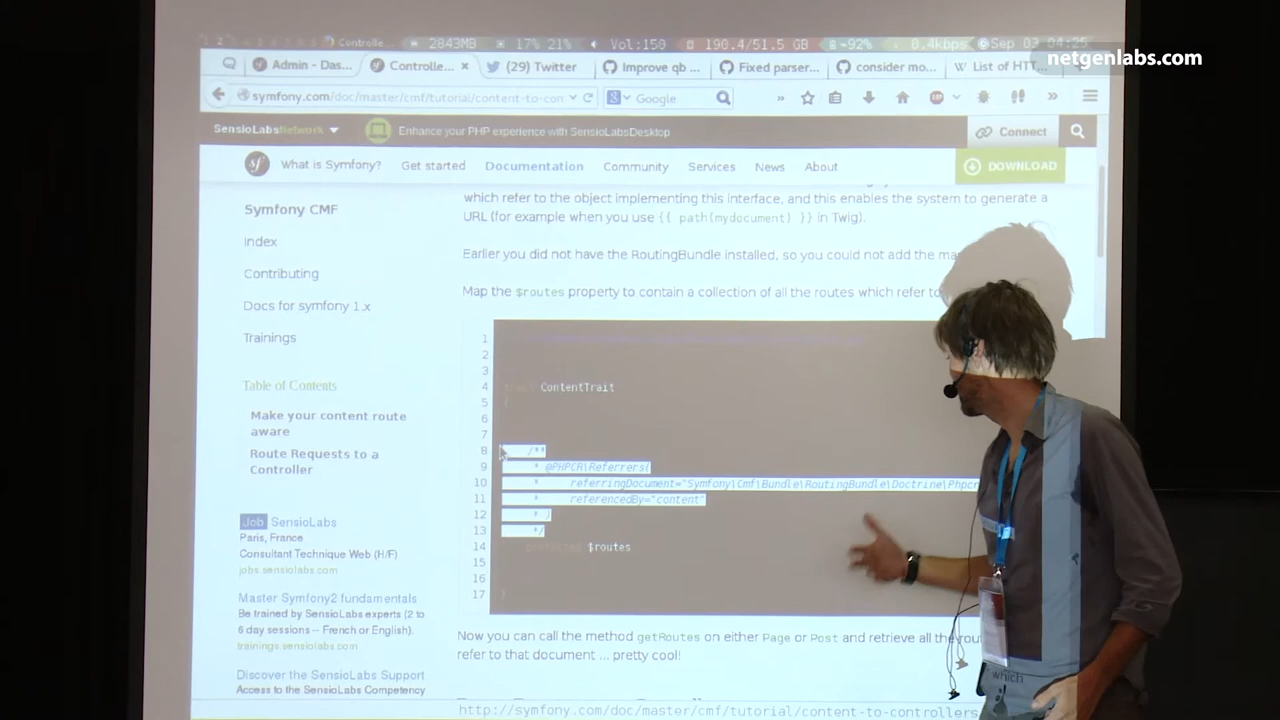 1 2 Controlle... 2843MB 17% 21% Vol:150 190.4/51.5 GB ~92% 0.4kbps Sep 03 04:25
netgenlabs.com
Admin - Das... Controlle... × (29) Twitter Improve qb ... Fixed parser... consider mo... W List of HTT...
symfony.com/doc/master/cmf/tutorial/content-to-con Google
SensioLabsNetwork Enhance your PHP experience with SensioLabsDesktop Connect
sf What is Symfony? Get started Documentation Community Services News About DOWNLOAD
Symfony CMF
Index
Contributing
Docs for symfony 1.x
Trainings
Table of Contents
Make your content route
aware
Route Requests to a
Controller
Job SensioLabs
Paris, France
Consultant Technique Web (H/F)
jobs.sensiolabs.com
Master Symfony2 fundamentals
Be trained by SensioLabs experts (2 to
6 day sessions -- French or English).
trainings.sensiolabs.com
Discover the SensioLabs Support
Access to the SensioLabs Competency
which refer to the object implementing this interface, and this enables the system to generate a
URL (for example when you use {{ path(mydocument) }} in Twig).
Earlier you did not have the RoutingBundle installed, so you could not add the
Map the $routes property to contain a collection of all the routes which refer to
1
2
3
4 ContentTrait
5 {
6
7
8 /**
9 * @PHPCR\Referrers(
10 * referringDocument="Symfony\Cmf\Bundle\RoutingBundle\Doctrine\Phpcr
11 * referencedBy="content"
12 * )
13 */
14 protected $routes
15
16
17 }
Now you can call the method getRoutes on either Page or Post and retrieve all the
which
refer to that document ... pretty cool!
http://symfony.com/doc/master/cmf/tutorial/content-to-controllers